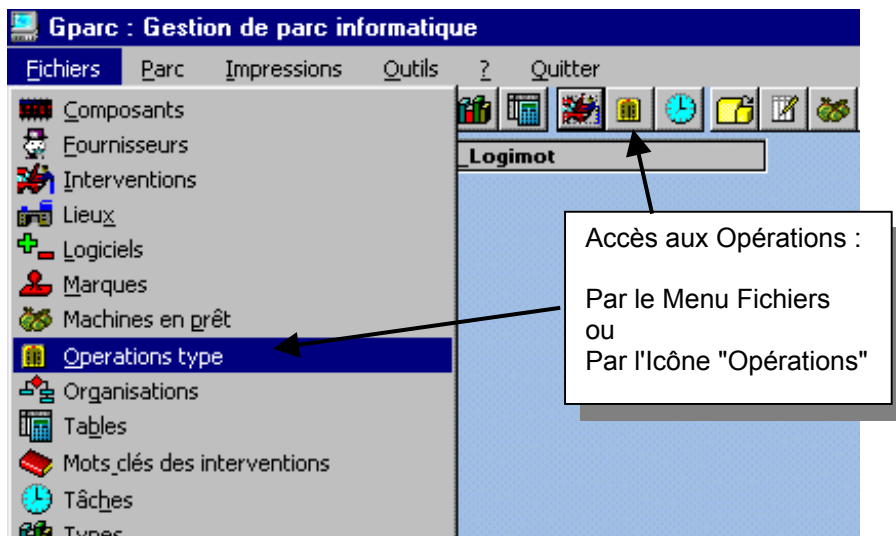 Gparc : Gestion de parc informatique
Fichiers Parc Impressions Outils ? Quitter
Composants
Fournisseurs
_Logimot
Interventions
Lieux
Logiciels
Marques
Machines en prêt
Operations type
Organisations
Tables
Mots clés des interventions
Tâches
Types
Accès aux Opérations :
Par le Menu Fichiers
ou
Par l'Icône "Opérations"